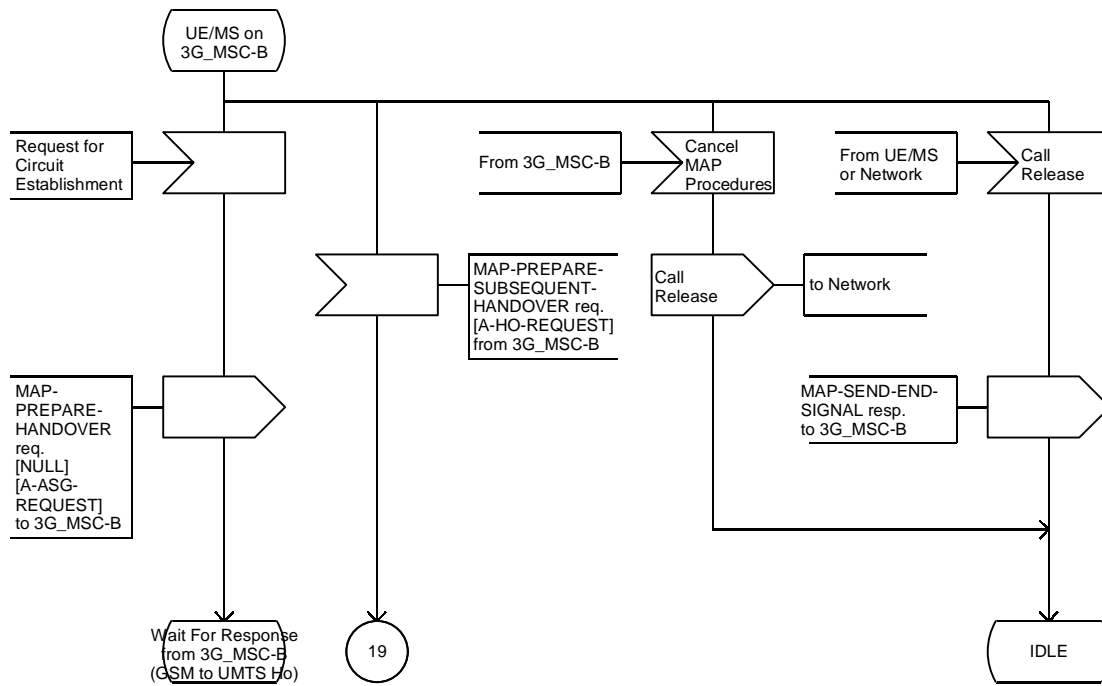 UE/MS on
3G_MSC-B
Request for
Circuit
Establishment
From 3G_MSC-B
Cancel
MAP
Procedures
From UE/MS
or Network
Call
Release
MAP-PREPARE-
SUBSEQUENT-
HANDOVER req.
[A-HO-REQUEST]
from 3G_MSC-B
Call
Release
to Network
MAP-
PREPARE-
HANDOVER
req.
[NULL]
[A-ASG-
REQUEST]
to 3G_MSC-B
MAP-SEND-END-
SIGNAL resp.
to 3G_MSC-B
Wait For Response
from 3G_MSC-B
(GSM to UMTS Ho)
19
IDLE